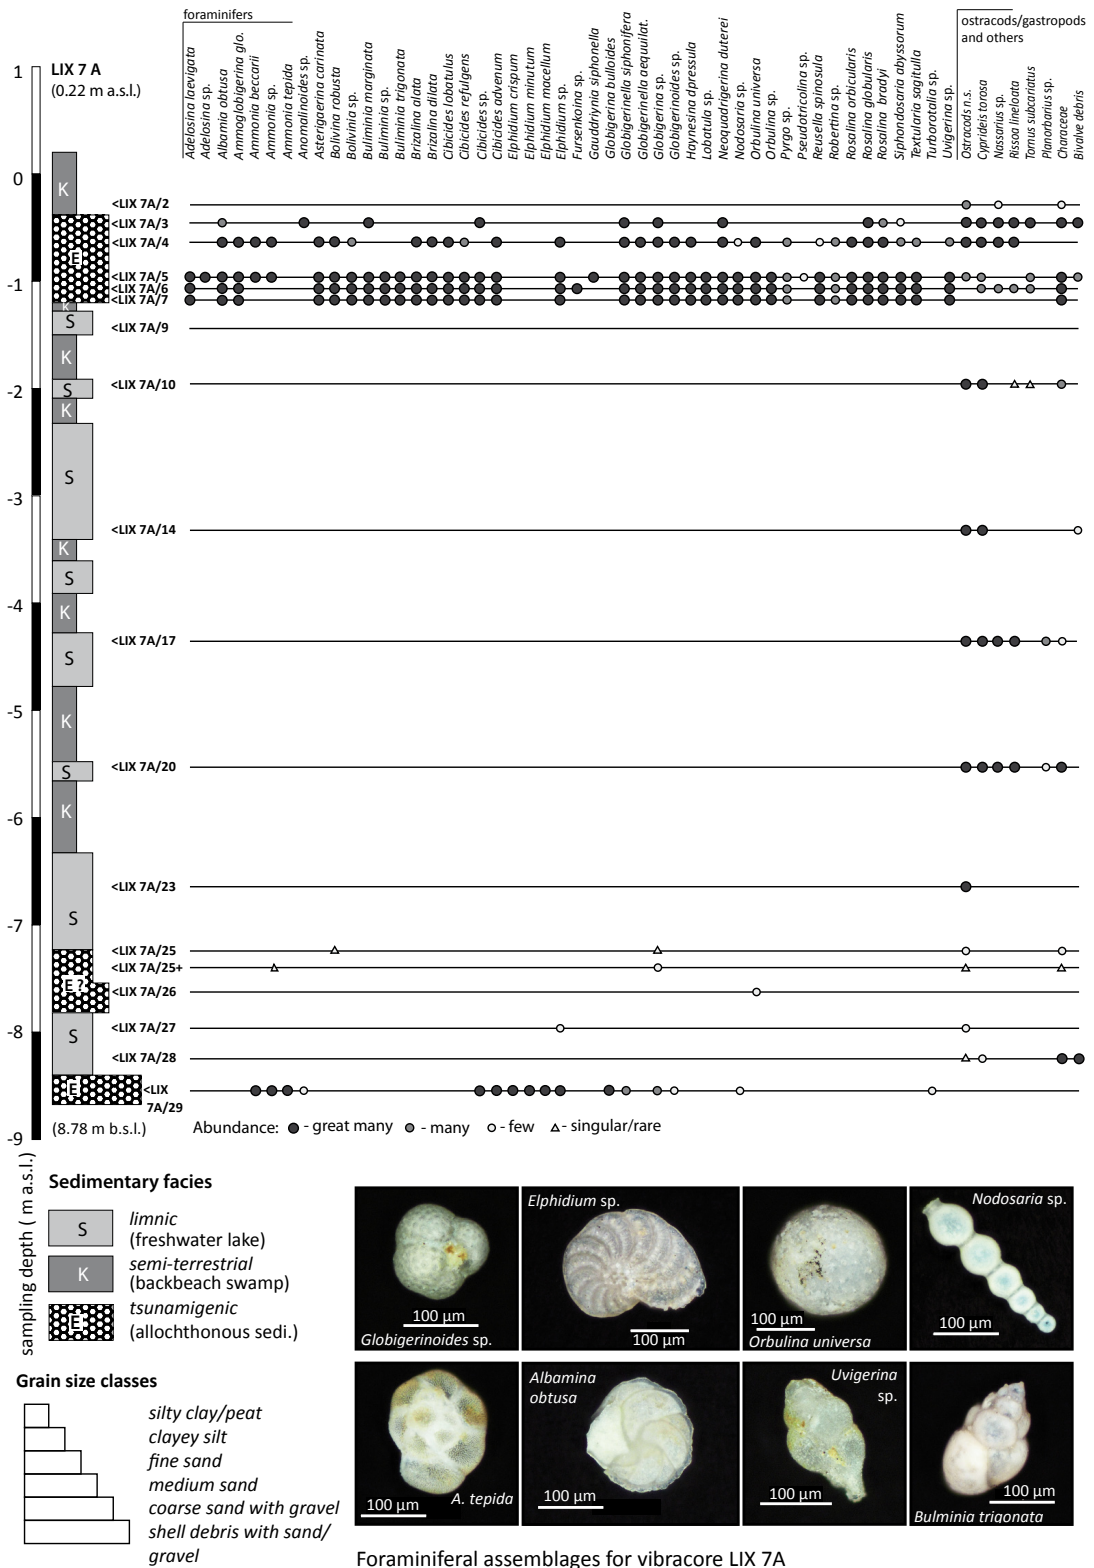 foraminifers
ostracods/gastropods
and others
LIX 7 A
(0.22 m a.s.l.)
Adelosina laevigata
Adelosina sp.
Albamia obtusa
Ammoglobigerina glo.
Ammonia beccarii
Ammonia sp.
Ammonia tepida
Anomalinoides sp.
Asterigaerina carinata
Bolivina robusta
Bolivinia sp.
Buliminia marginata
Buliminia sp.
Buliminia trigonata
Brizalina alata
Brizalina dilata
Cibicides lobatulus
Cibicides refulgens
Cibicides sp.
Cibicides advenum
Elphidium crispum
Elphidium minutum
Elphidium macellum
Elphidium sp.
Fursenkoina sp.
Gauddryinia siphonella
Globigerina bulloides
Globigerinella siphonifera
Globigerinella aequuilat.
Globigerina sp.
Globigerinoides sp.
Haynesina dpressula
Lobatula sp.
Neoquadrigerina duterei
Nodosaria sp.
Orbulina universa
Orbulina sp.
Pyrgo sp.
Pseudotricolina sp.
Reusella spinosula
Robertina sp.
Rosalina orbicularis
Rosalina globularis
Rosalina bradyi
Siphondosaria abyssorum
Textularia sagitulla
Turborotalia sp.
Uvigerina sp.
Ostracods n.s.
Cyprideis torosa
Nassarius sp.
Rissoa lineloata
Tornus subcariatus
Planorbarius sp.
Characeae
Bivalve debris
1
0
-1
-2
-3
-4
-5
-6
-7
-8
-9
sampling depth ( m a.s.l.)
K
<LIX 7A/2
<LIX 7A/3
E
<LIX 7A/4
<LIX 7A/5
<LIX 7A/6
<LIX 7A/7
K
S
<LIX 7A/9
K
S
<LIX 7A/10
K
S
<LIX 7A/14
K
S
K
<LIX 7A/17
S
K
S
<LIX 7A/20
K
<LIX 7A/23
S
<LIX 7A/25
<LIX 7A/25+
E ?
<LIX 7A/26
S
<LIX 7A/27
<LIX 7A/28
E
<LIX
7A/29
(8.78 m b.s.l.)
Abundance: - great many - many - few - singular/rare
Sedimentary facies
S
limnic
(freshwater lake)
K
semi-terrestrial
(backbeach swamp)
E
tsunamigenic
(allochthonous sedi.)
Grain size classes
silty clay/peat
clayey silt
fine sand
medium sand
coarse sand with gravel
shell debris with sand/
gravel
100 µm
Globigerinoides sp.
Elphidium sp.
100 µm
100 µm
Orbulina universa
Nodosaria sp.
100 µm
100 µm
A. tepida
Albamina
obtusa
100 µm
Uvigerina
sp.
100 µm
100 µm
Bulminia trigonata
Foraminiferal assemblages for vibracore LIX 7A